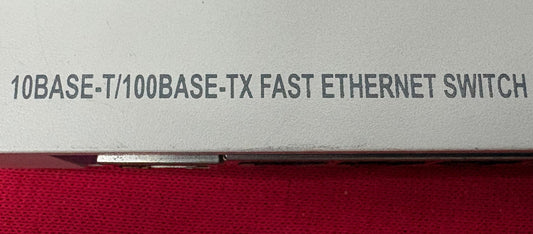 10BASE-T/100BASE-TX FAST ETHERNET SWITCH